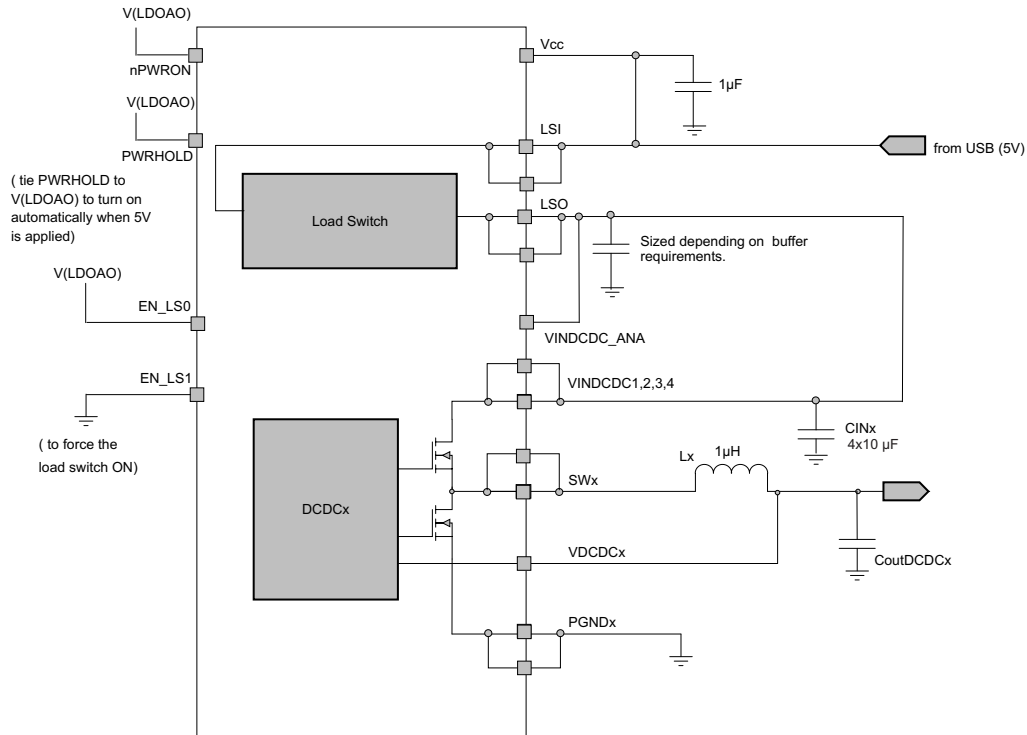 V(LDOAO)
nPWRON
Vcc
1µF
V(LDOAO)
PWRHOLD
LSI
from USB (5V)
( tie PWRHOLD to
V(LDOAO) to turn on
automatically when 5V
is applied)
Load Switch
LSO
Sized depending on buffer
requirements.
V(LDOAO)
EN_LS0
VINDCDC_ANA
EN_LS1
VINDCDC1,2,3,4
( to force the
load switch ON)
CINx
4x10 µF
Lx
1µH
SWx
DCDCx
VDCDCx
CoutDCDCx
PGNDx